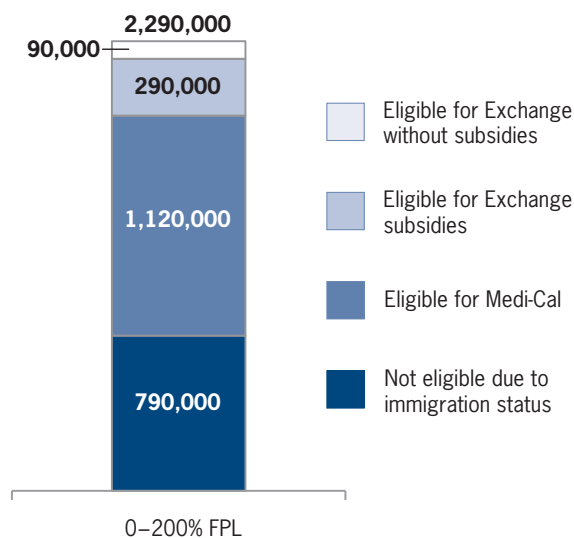 2,290,000
90,000
290,000
1,120,000
790,000
0–200% FPL
Eligible for Exchange
without subsidies
Eligible for Exchange
subsidies
Eligible for Medi-Cal
Not eligible due to
immigration status